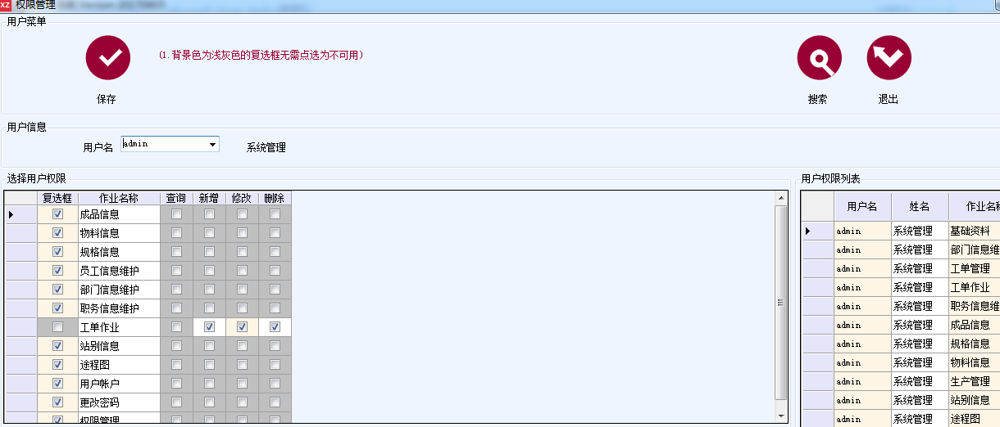 XZ 权限管理
用户菜单
(1.背景色为浅灰色的复选框无需点选为不可用)
保存 搜索 退出
用户信息
用户名 admin 系统管理
选择用户权限
复选框 作业名称 查询 新增 修改 删除
成品信息
物料信息
规格信息
员工信息维护
部门信息维护
职务信息维护
工单作业
站别信息
途程图
用户帐户
更改密码
权限管理
用户权限列表
用户名 姓名 作业名称
admin 系统管理 基础资料
admin 系统管理 部门信息维
admin 系统管理 工单管理
admin 系统管理 工单作业
admin 系统管理 职务信息维
admin 系统管理 成品信息
admin 系统管理 规格信息
admin 系统管理 物料信息
admin 系统管理 生产管理
admin 系统管理 站别信息
admin 系统管理 途程图